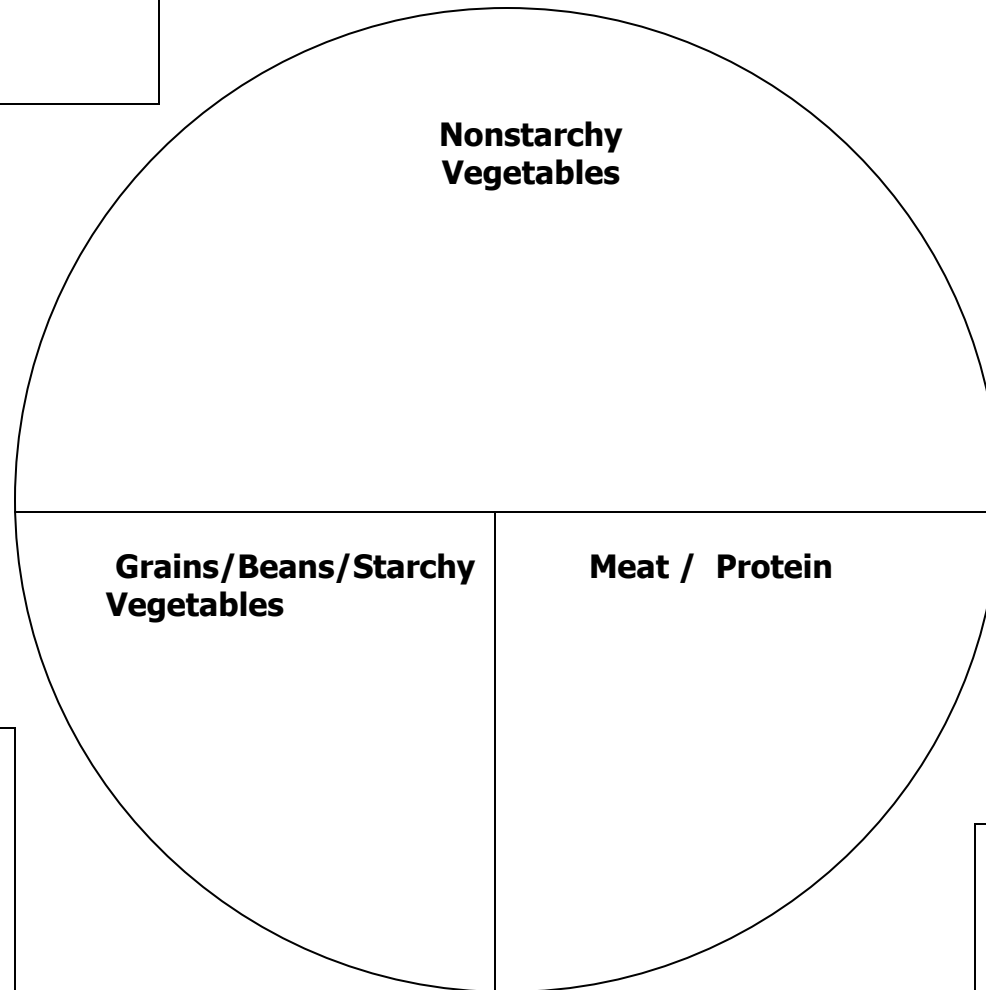 Nonstarchy
Vegetables
Grains/Beans/Starchy
Vegetables
Meat / Protein